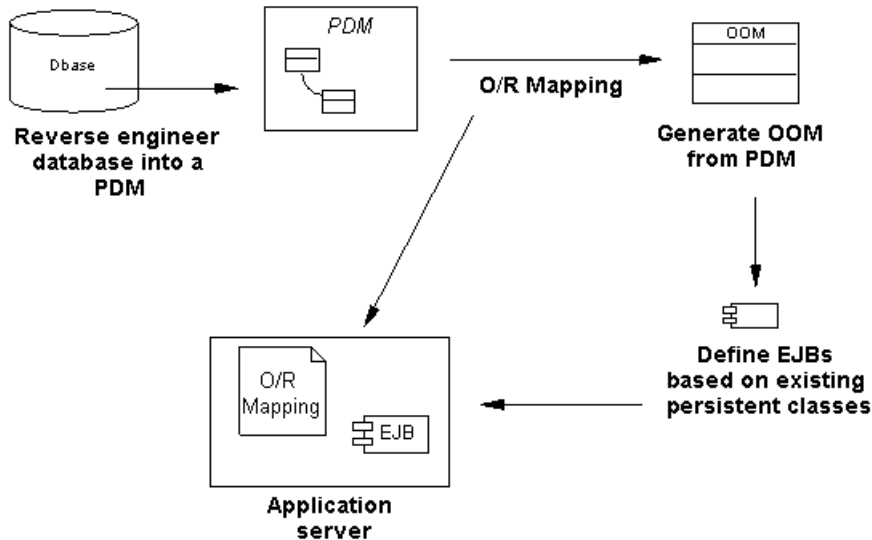 Dbase
Reverse engineer
database into a
PDM
PDM
O/R Mapping
OOM
Generate OOM
from PDM
Define EJBs
based on existing
persistent classes
O/R
Mapping
EJB
Application
server